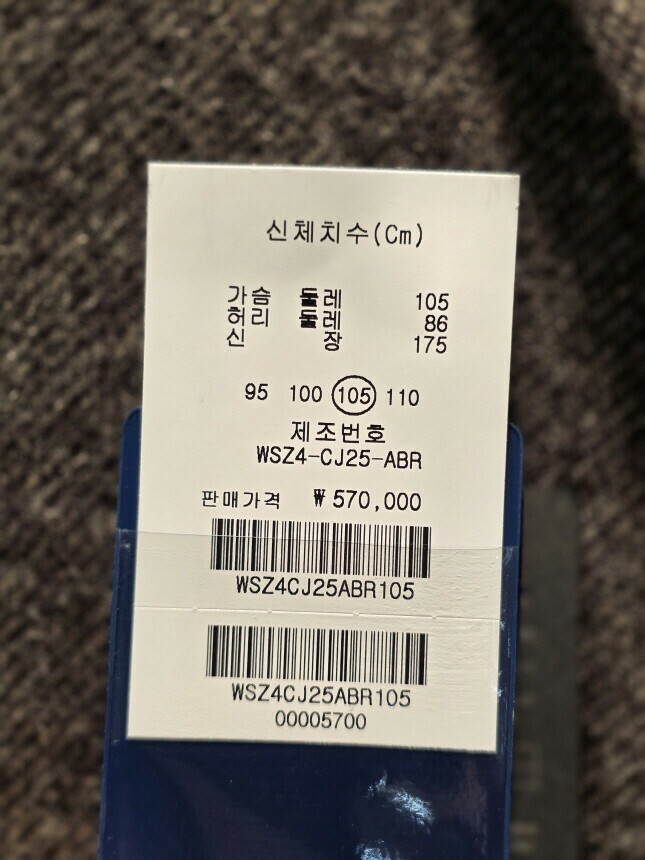 신체치수(Cm)
가슴 둘레 105
허리 둘레 86
신 장 175
95 100 105 110
제조번호
WSZ4-CJ25-ABR
판매가격 ₩ 570,000
WSZ4CJ25ABR105
WSZ4CJ25ABR105
00005700